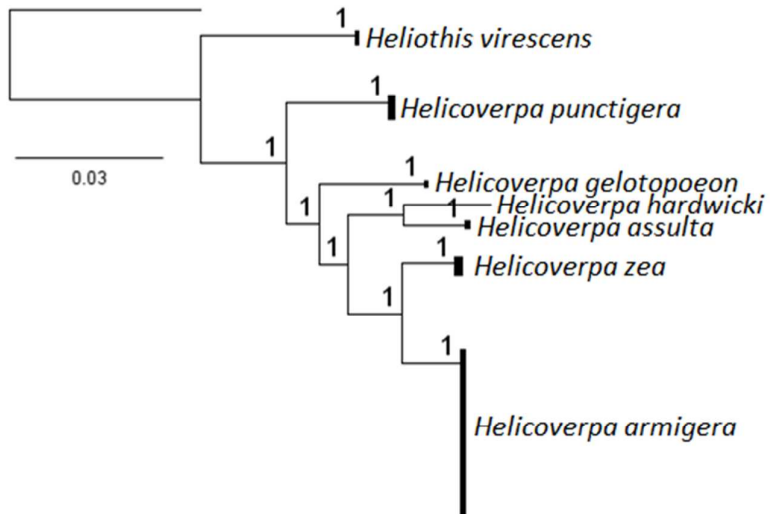 1
Heliothis virescens
1
Helicoverpa punctigera
1
0.03
1
Helicoverpa gelotopoeon
1
1
1
Helicoverpa hardwicki
Helicoverpa assulta
1
1
Helicoverpa zea
1
1
Helicoverpa armigera